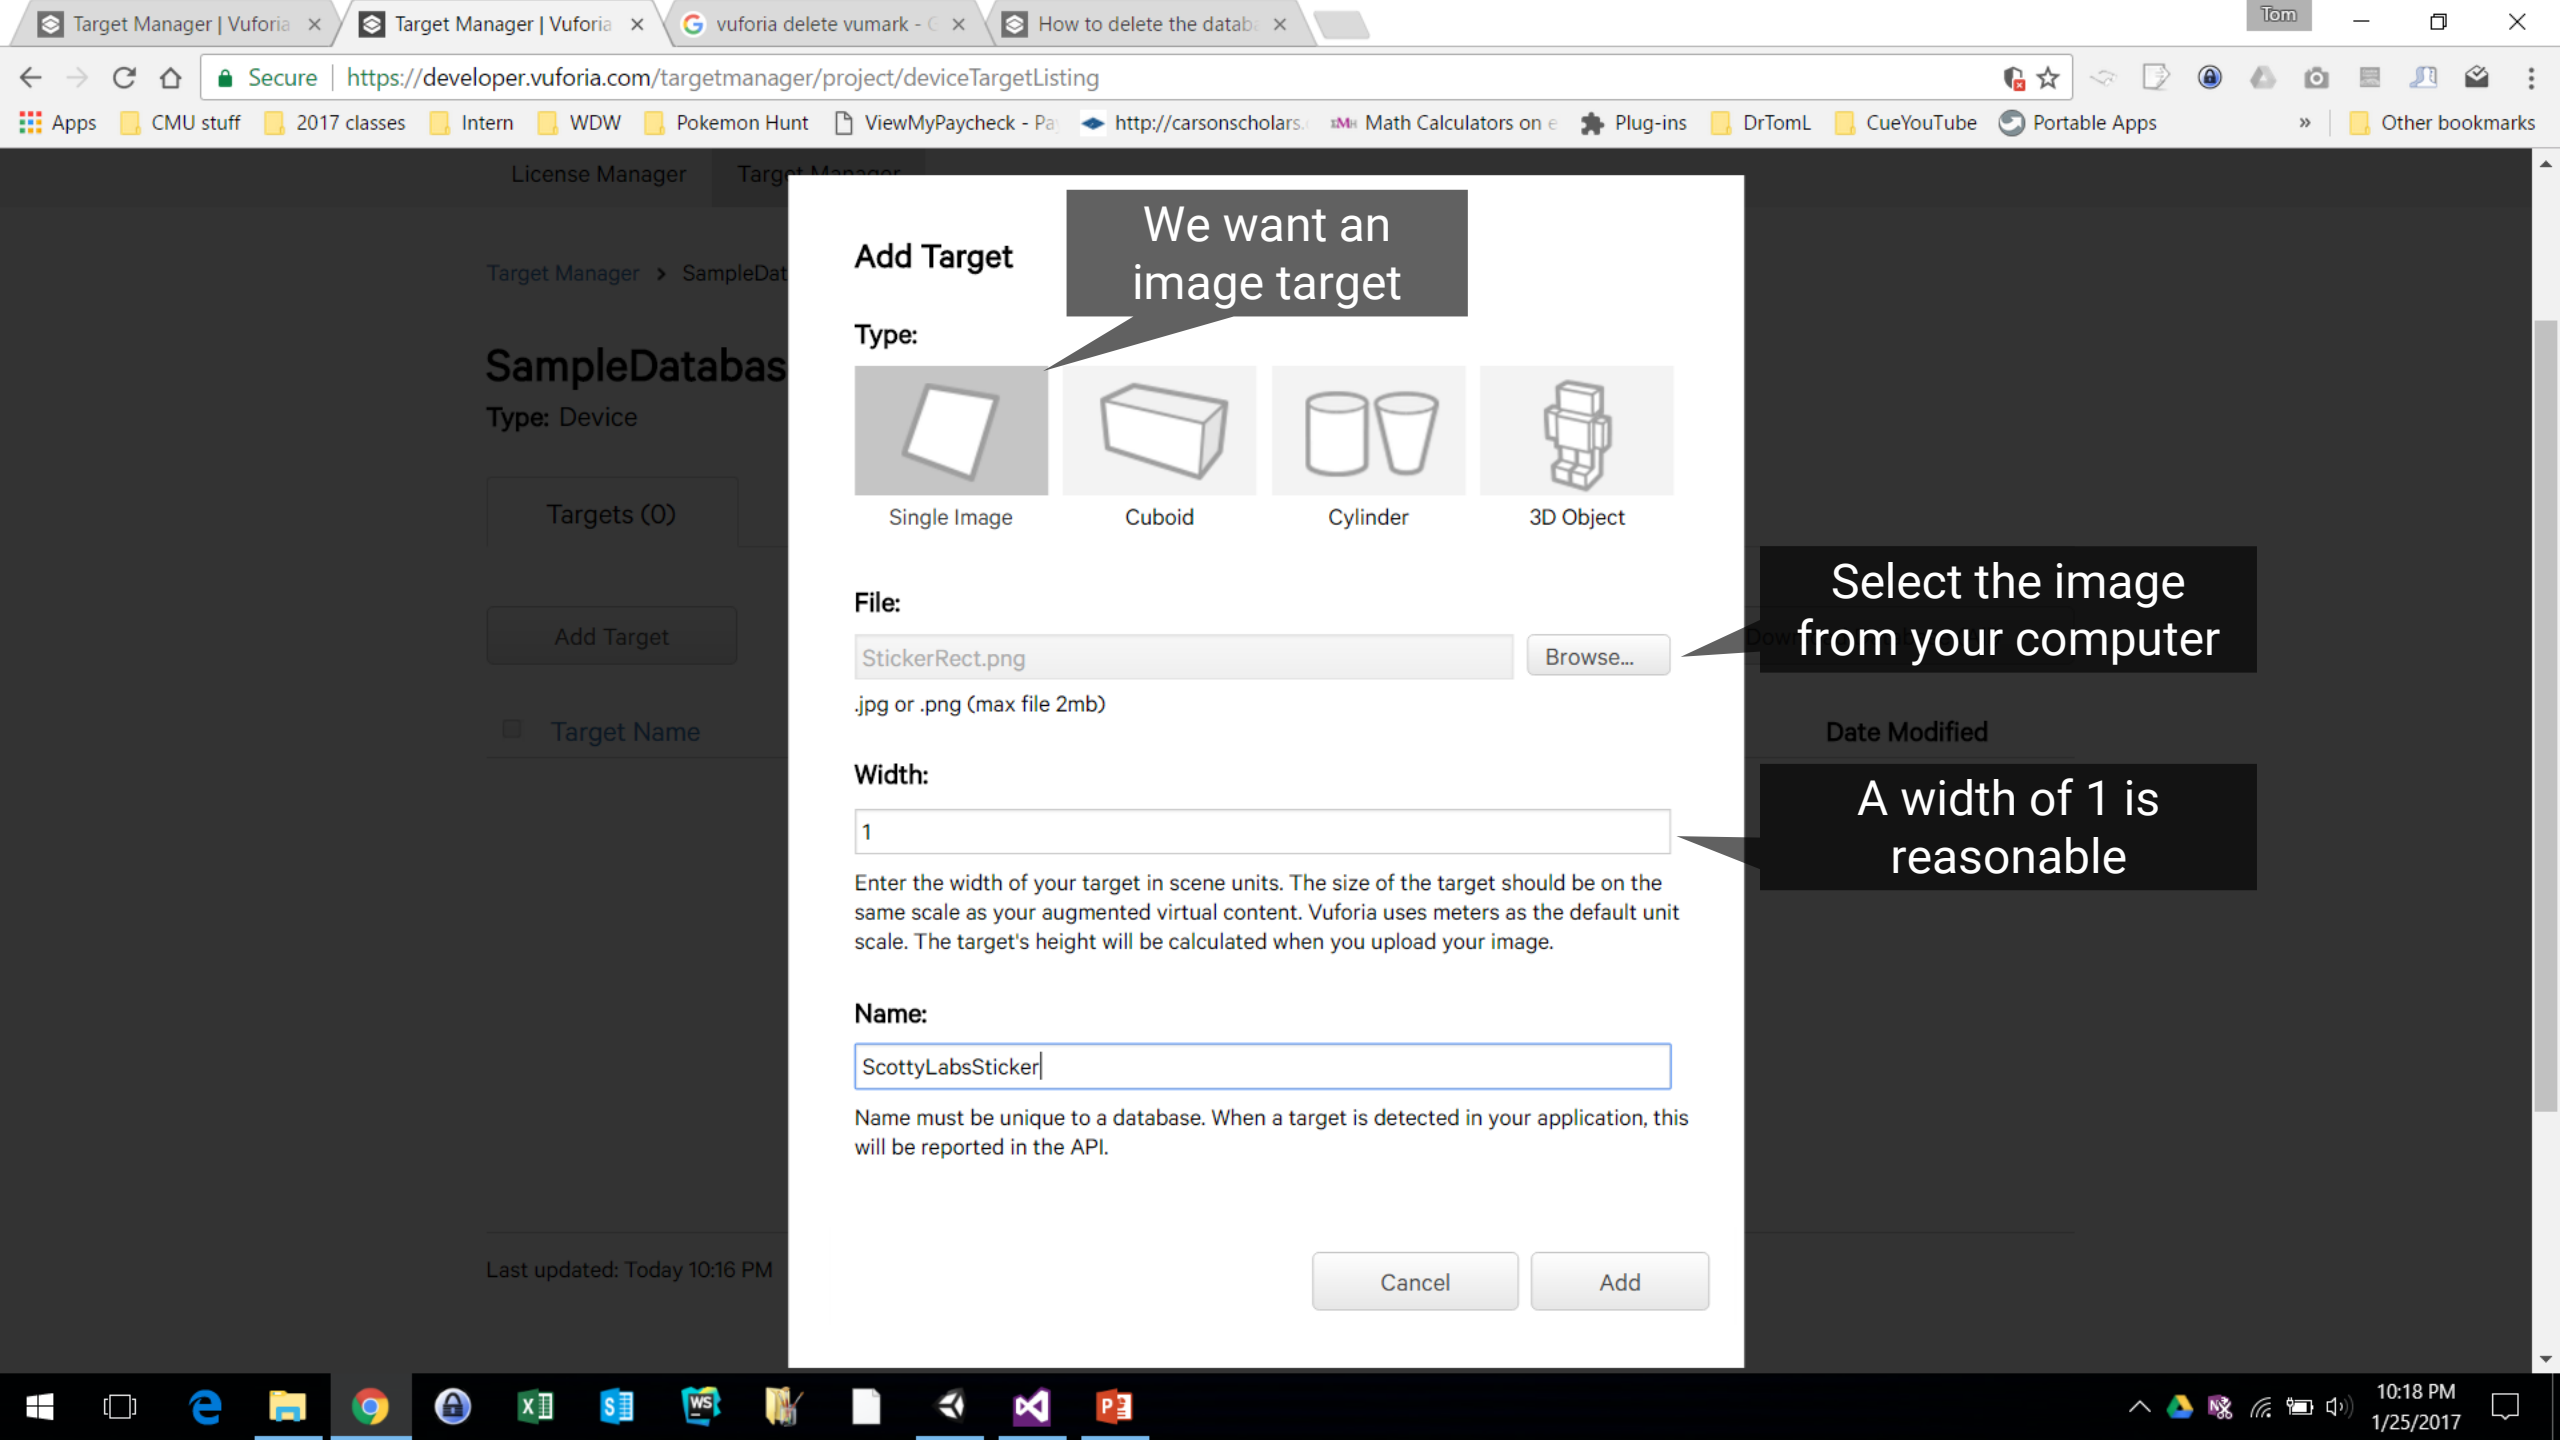 Target Manager | Vuforia
Target Manager | Vuforia
vuforia delete vumark - G
How to delete the databa
Tom
Secure
https://developer.vuforia.com/targetmanager/project/deviceTargetListing
Apps
CMU stuff
2017 classes
Intern
WDW
Pokemon Hunt
ViewMyPaycheck - Pa
http://carsonscholars.
Math Calculators on e
Plug-ins
DrTomL
CueYouTube
Portable Apps
»
Other bookmarks
License Manager
Target Manager
Target Manager > SampleDat
SampleDatabas
Type: Device
Targets (0)
Add Target
Target Name
Date Modified
Last updated: Today 10:16 PM
Add Target
We want an
image target
Type:
Single Image
Cuboid
Cylinder
3D Object
File:
StickerRect.png
Browse...
.jpg or .png (max file 2mb)
Select the image
from your computer
Width:
1
A width of 1 is
reasonable
Enter the width of your target in scene units. The size of the target should be on the
same scale as your augmented virtual content. Vuforia uses meters as the default unit
scale. The target's height will be calculated when you upload your image.
Name:
ScottyLabsSticker
Name must be unique to a database. When a target is detected in your application, this
will be reported in the API.
Cancel
Add
10:18 PM
1/25/2017